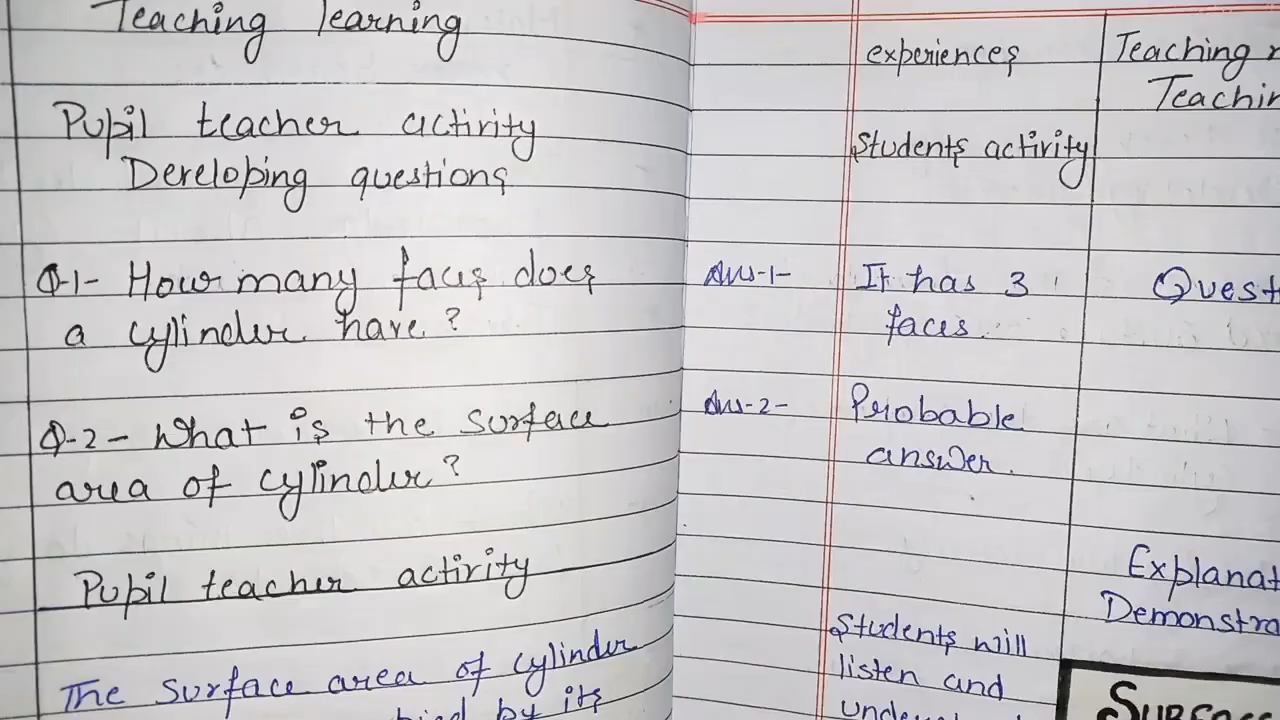 Teaching learning
Pupil teacher activity
Developing questions
Q-1- How many faces does
a cylinder have?
Q-2- What is the surface
area of cylinder?
Pupil teacher activity
The surface area of cylinder
by its
experiences
Students activity
Ans-1- It has 3
faces.
Ans-2- Probable
answer.
Students will
listen and
Teaching
Quest
Explanat
Demonstra